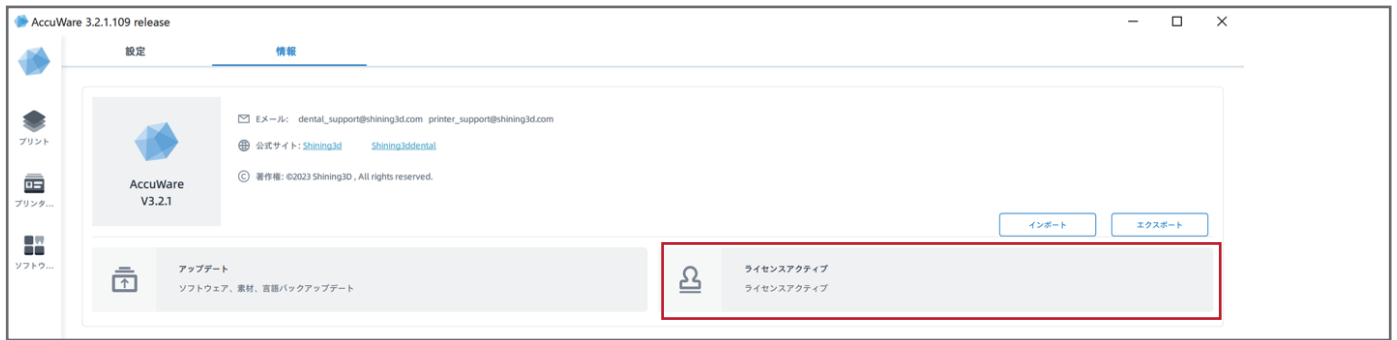 AccuWare 3.2.1.109 release
設定
情報
プリント
プリンタ...
ソフトウ...
AccuWare
V3.2.1
Eメール: dental_support@shining3d.com printer_support@shining3d.com
公式サイト: Shining3d Shining3ddental
© 著作権: ©2023 Shining3D , All rights reserved.
インポート
エクスポート
アップデート
ソフトウェア、素材、言語パックアップデート
ライセンスアクティブ
ライセンスアクティブ